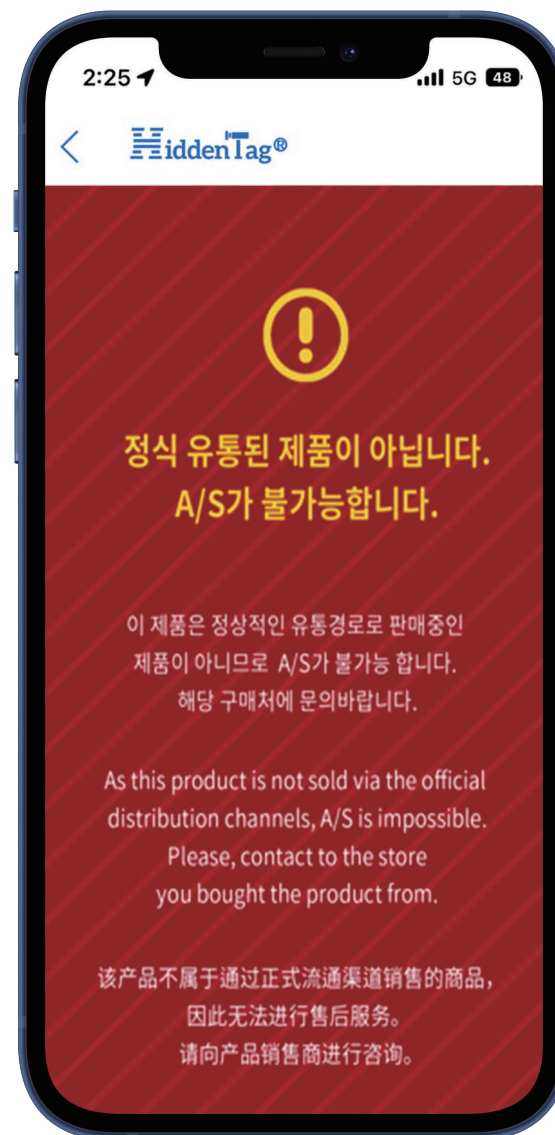 2:25
5G 48
HiddenTag®
정식 유통된 제품이 아닙니다.
A/S가 불가능합니다.
이 제품은 정상적인 유통경로로 판매중인
제품이 아니므로 A/S가 불가능 합니다.
해당 구매처에 문의바랍니다.
As this product is not sold via the official
distribution channels, A/S is impossible.
Please, contact to the store
you bought the product from.
该产品不属于通过正式流通渠道销售的商品，
因此无法进行售后服务。
请向产品销售商进行咨询。